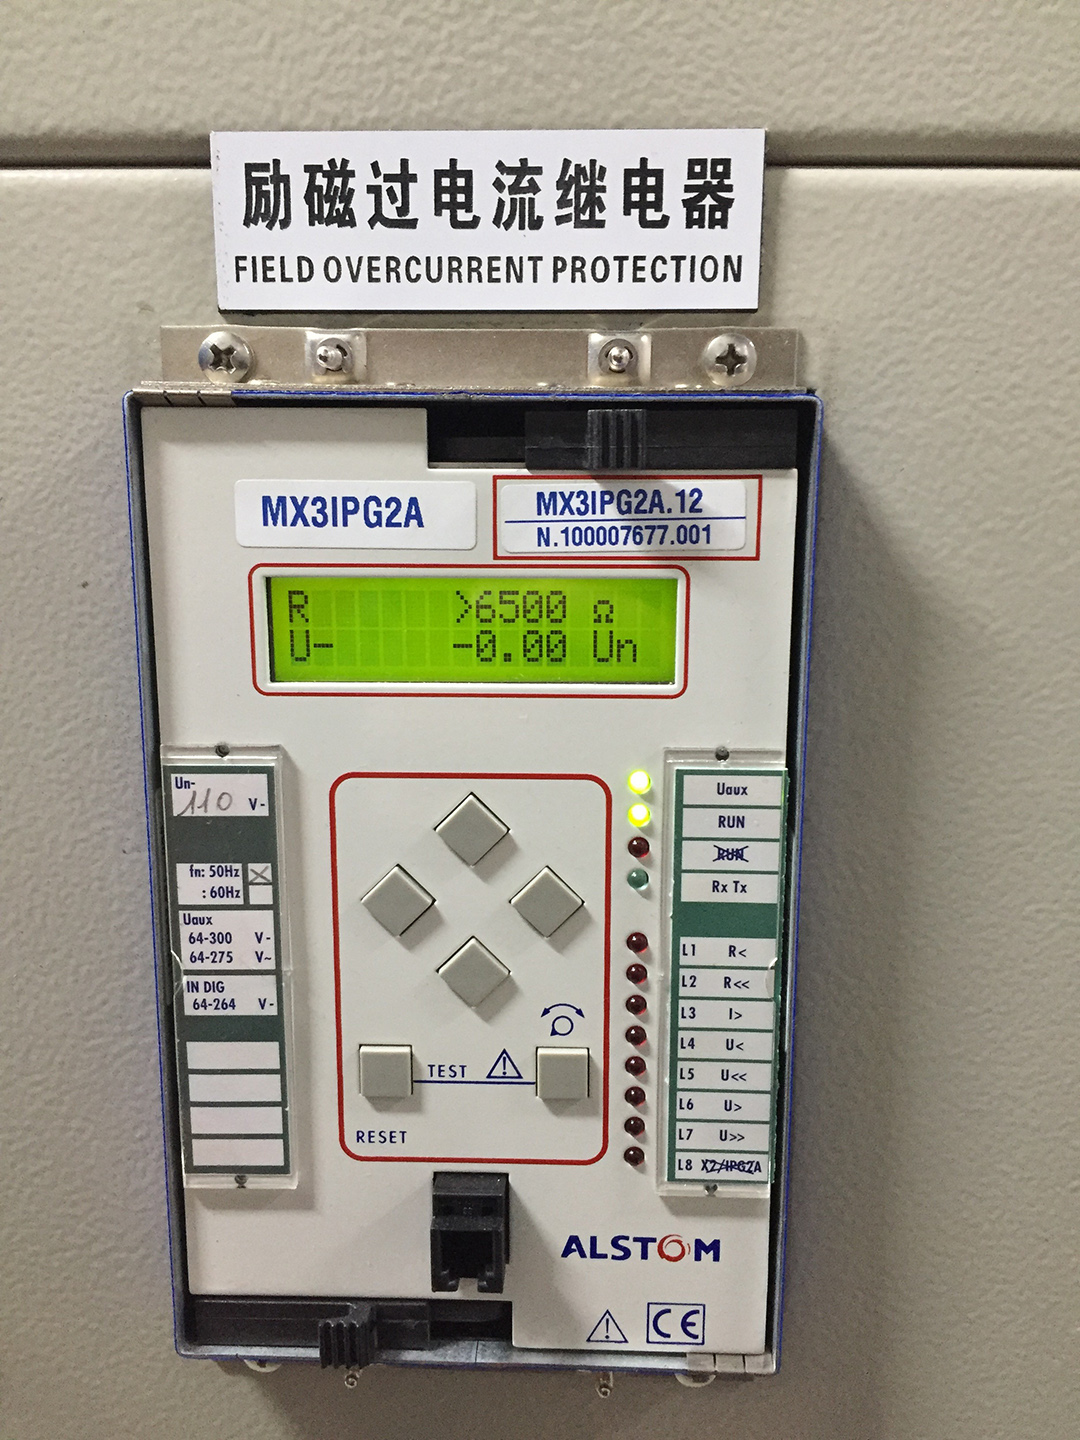 励磁过电流继电器
FIELD OVERCURRENT PROTECTION
MX3IPG2A
MX3IPG2A.12
N.100007677.001
R >6500 Ω
U- -0.00 Un
Un-
110 V-
fn: 50Hz
: 60Hz
Uaux
64-300 V-
64-275 V~
IN DIG
64-264 V-
TEST
RESET
Uaux
RUN
RUN
Rx Tx
L1 R<
L2 R<<
L3 I>
L4 U<
L5 U<<
L6 U>
L7 U>>
L8 X2/IPG2A
ALSTOM
CE